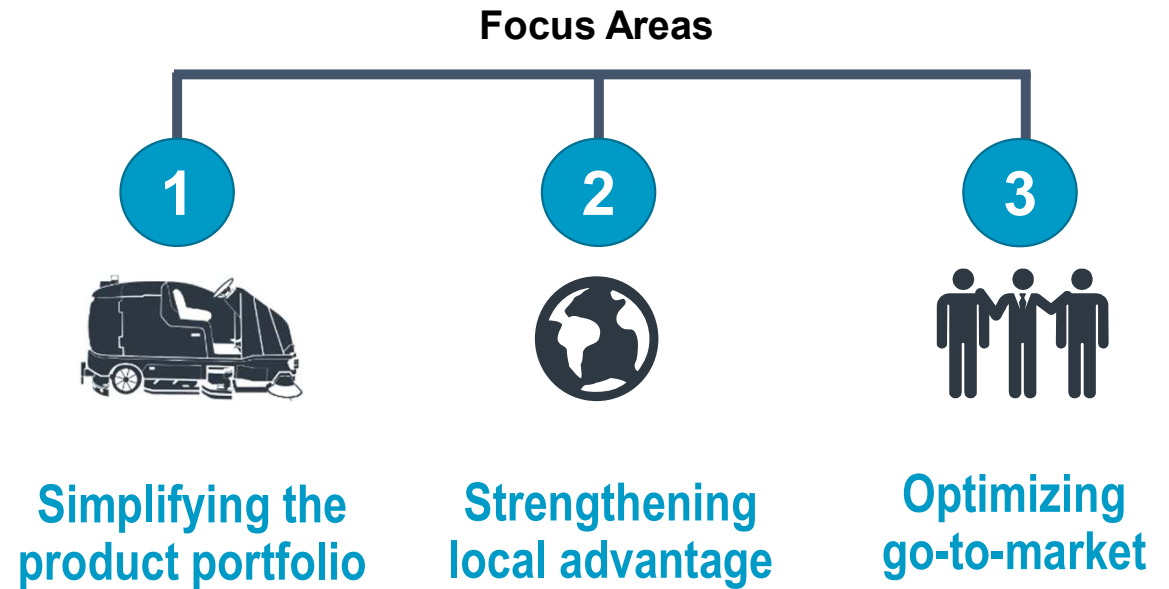 Focus Areas
1
2
3
Simplifying the
product portfolio
Strengthening
local advantage
Optimizing
go-to-market